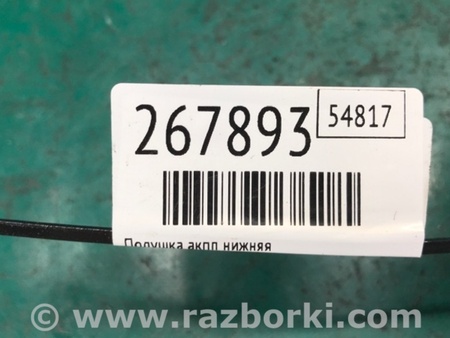 267893
54817
Подушка акпп нижняя
© www.razborki.com